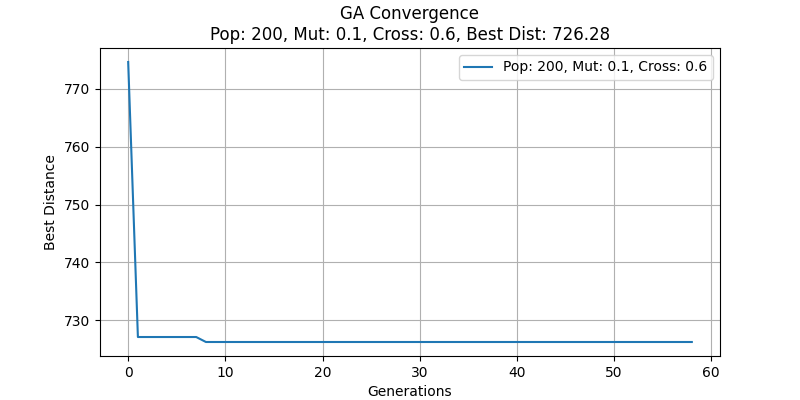 GA Convergence
Pop: 200, Mut: 0.1, Cross: 0.6, Best Dist: 726.28
Pop: 200, Mut: 0.1, Cross: 0.6
Best Distance
770
760
750
740
730
0 10 20 30 40 50 60
Generations